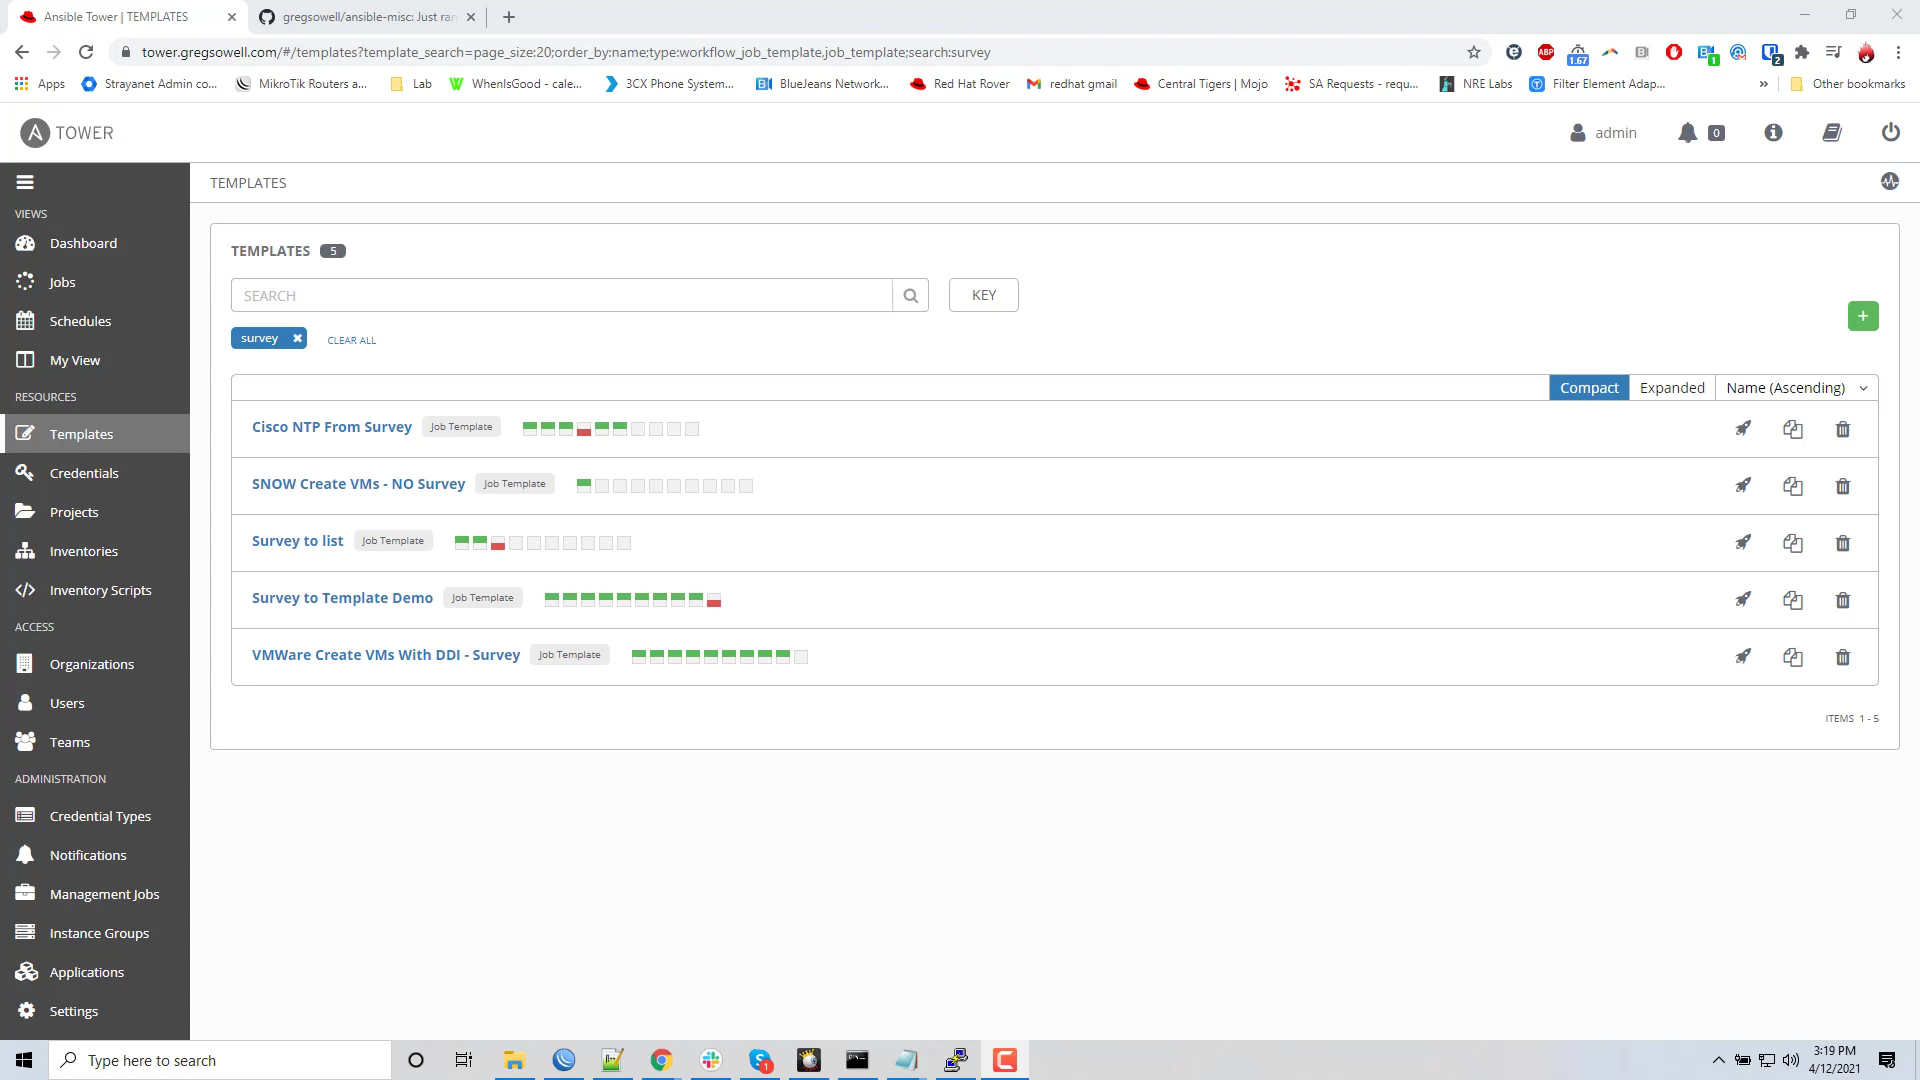 Ansible Tower | TEMPLATES
gregsowell/ansible-misc: Just ran
tower.gregsowell.com/#/templates?template_search=page_size:20;order_by:name;type:workflow_job_template,job_template;search:survey
ABP
1.67
1
2
Apps
Strayanet Admin co...
MikroTik Routers a...
Lab
WhenIsGood - cale...
3CX Phone System...
BlueJeans Network...
Red Hat Rover
redhat gmail
Central Tigers | Mojo
SA Requests - requ...
NRE Labs
Filter Element Adap...
»
Other bookmarks
A TOWER
admin
0
VIEWS
Dashboard
Jobs
Schedules
My View
RESOURCES
Templates
Credentials
Projects
Inventories
Inventory Scripts
ACCESS
Organizations
Users
Teams
ADMINISTRATION
Credential Types
Notifications
Management Jobs
Instance Groups
Applications
Settings
TEMPLATES
TEMPLATES 5
SEARCH
KEY
+
survey
CLEAR ALL
Compact
Expanded
Name (Ascending)
Cisco NTP From Survey Job Template
SNOW Create VMs - NO Survey Job Template
Survey to list Job Template
Survey to Template Demo Job Template
VMWare Create VMs With DDI - Survey Job Template
ITEMS 1 - 5
Type here to search
1
3:19 PM
4/12/2021